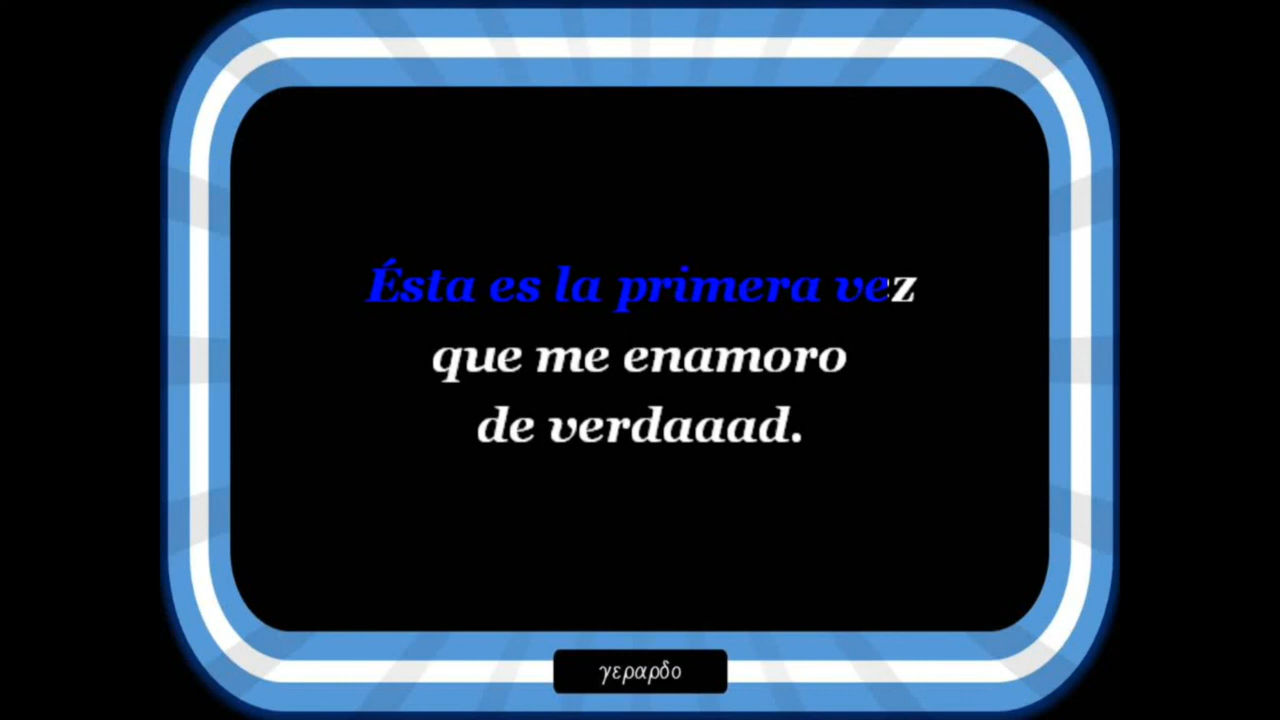 Ésta es la primera vez
que me enamoro
de verdaaad.
γεραρδο